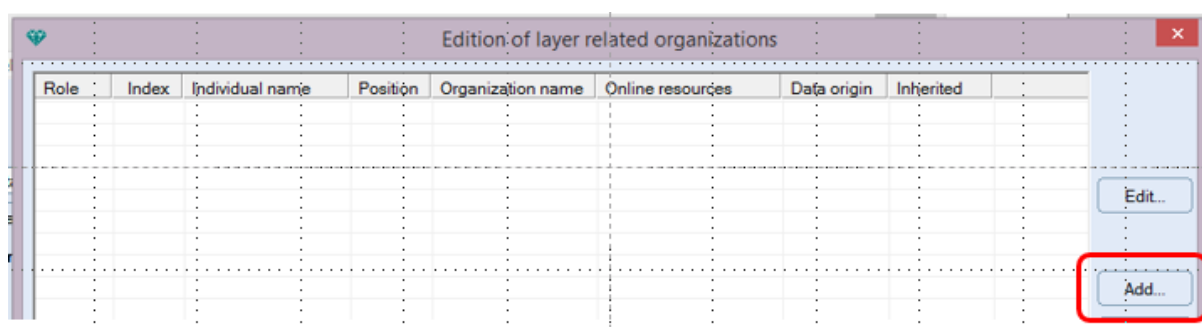 Edition of layer related organizations
Role Index Individual name Position Organization name Online resources Data origin Inherited
Edit...
Add...